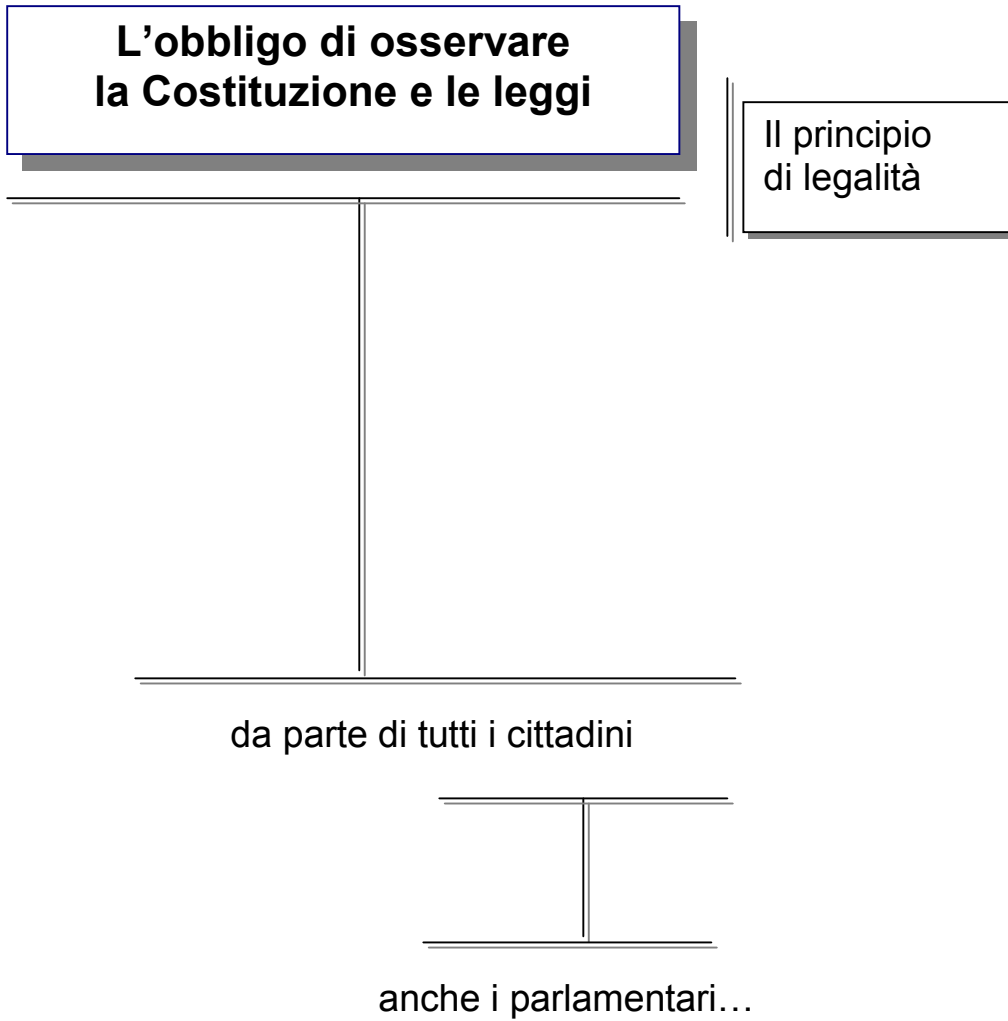 L’obbligo di osservare
la Costituzione e le leggi
Il principio
di legalità
da parte di tutti i cittadini
anche i parlamentari…